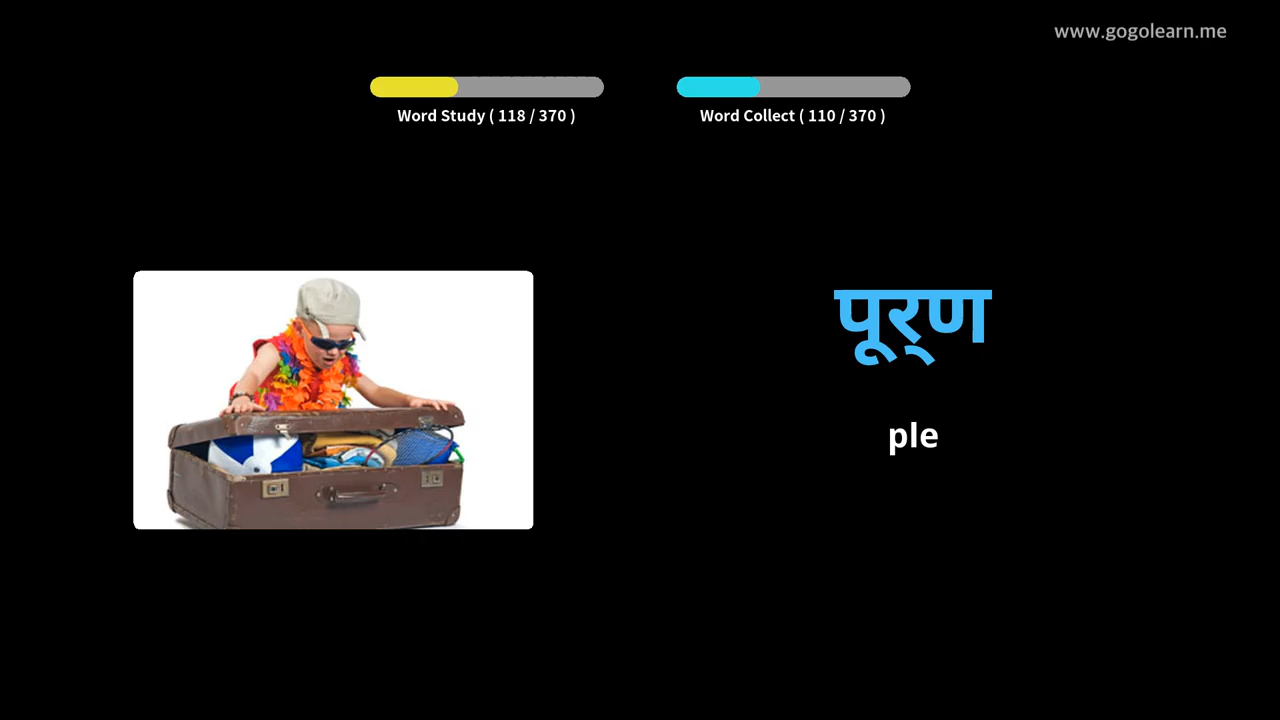 www.gogolearn.me
Word Study ( 118 / 370 )
Word Collect ( 110 / 370 )
पूर्‌ण
ple